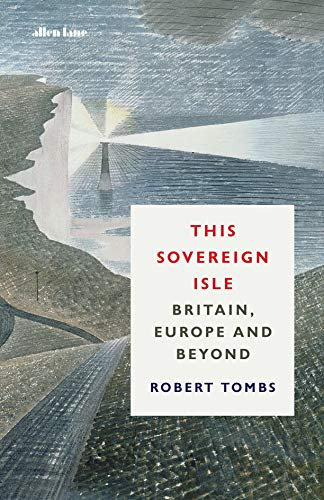 allen lane
THIS
SOVEREIGN
ISLE
BRITAIN,
EUROPE AND
BEYOND
ROBERT TOMBS